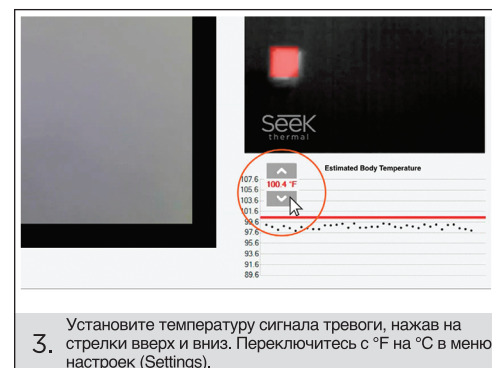 Seek
thermal
Estimated Body Temperature
107.6
100.4 °F
105.6
103.6
101.6
99.6
97.6
95.6
93.6
91.6
89.6
3. Установите температуру сигнала тревоги, нажав на
стрелки вверх и вниз. Переключитесь с °F на °C в меню
настроек (Settings).